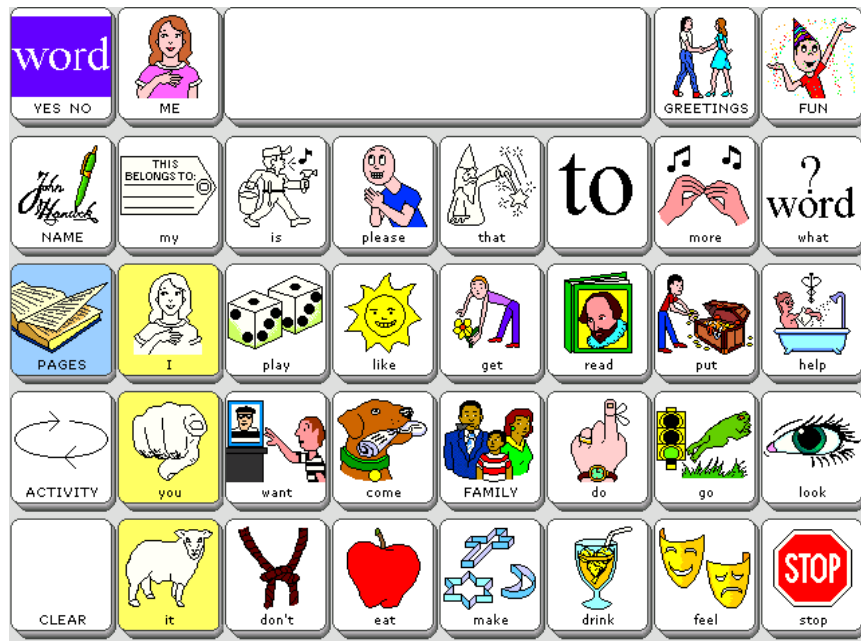 word
YES NO
ME
GREETINGS
FUN
John
Hancock
NAME
THIS
BELONGS TO:
my
is
please
that
to
more
?
word
what
PAGES
I
play
like
get
read
put
help
ACTIVITY
you
want
come
FAMILY
do
go
look
CLEAR
it
don't
eat
make
drink
feel
STOP
stop